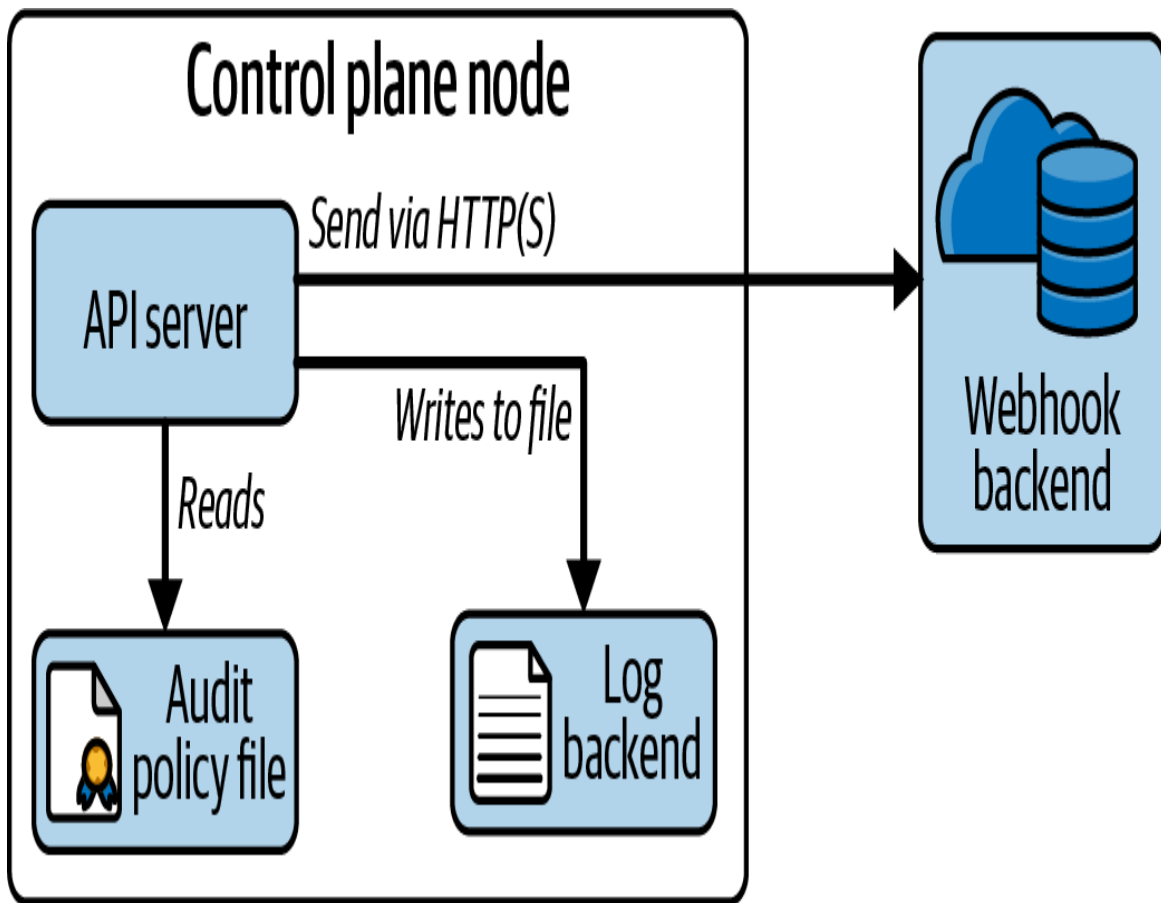 Control plane node
Send via HTTP(S)
API server
Writes to file
Webhook
backend
Reads
Audit
policy file
Log
backend